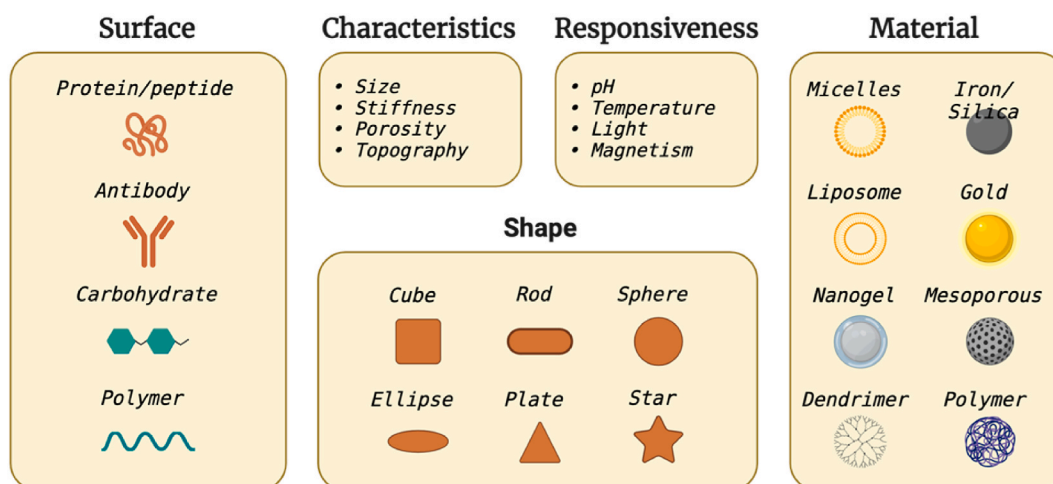 Surface
Protein/peptide
Antibody
Carbohydrate
Polymer
Characteristics
• Size
• Stiffness
• Porosity
• Topography
Responsiveness
• pH
• Temperature
• Light
• Magnetism
Shape
Cube Rod Sphere
Ellipse Plate Star
Material
Micelles Iron/
Silica
Liposome Gold
Nanogel Mesoporous
Dendrimer Polymer